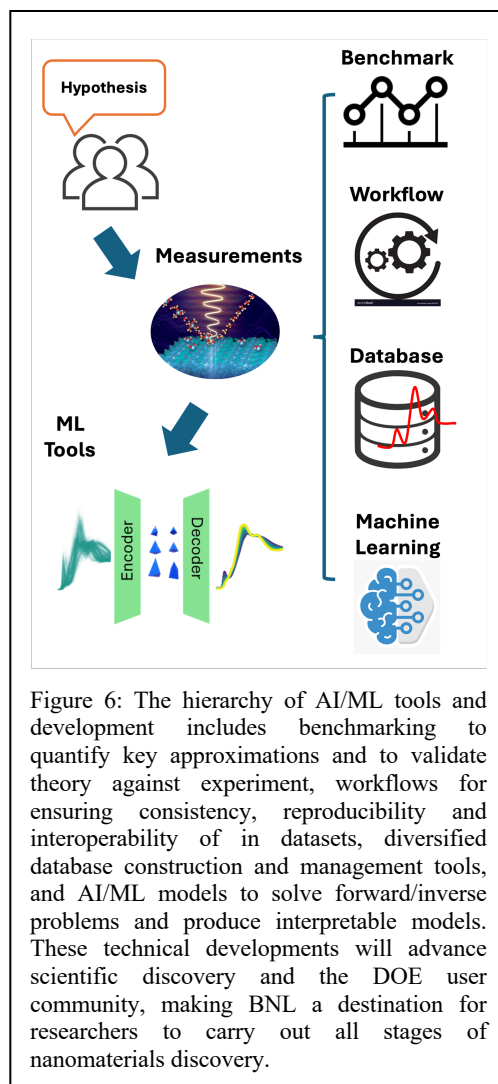 Hypothesis
Benchmark
Workflow
Measurements
Database
ML
Tools
Encoder
Decoder
Machine
Learning
Figure 6: The hierarchy of AI/ML tools and
development includes benchmarking to
quantify key approximations and to validate
theory against experiment, workflows for
ensuring consistency, reproducibility and
interoperability of in datasets, diversified
database construction and management tools,
and AI/ML models to solve forward/inverse
problems and produce interpretable models.
These technical developments will advance
scientific discovery and the DOE user
community, making BNL a destination for
researchers to carry out all stages of
nanomaterials discovery.